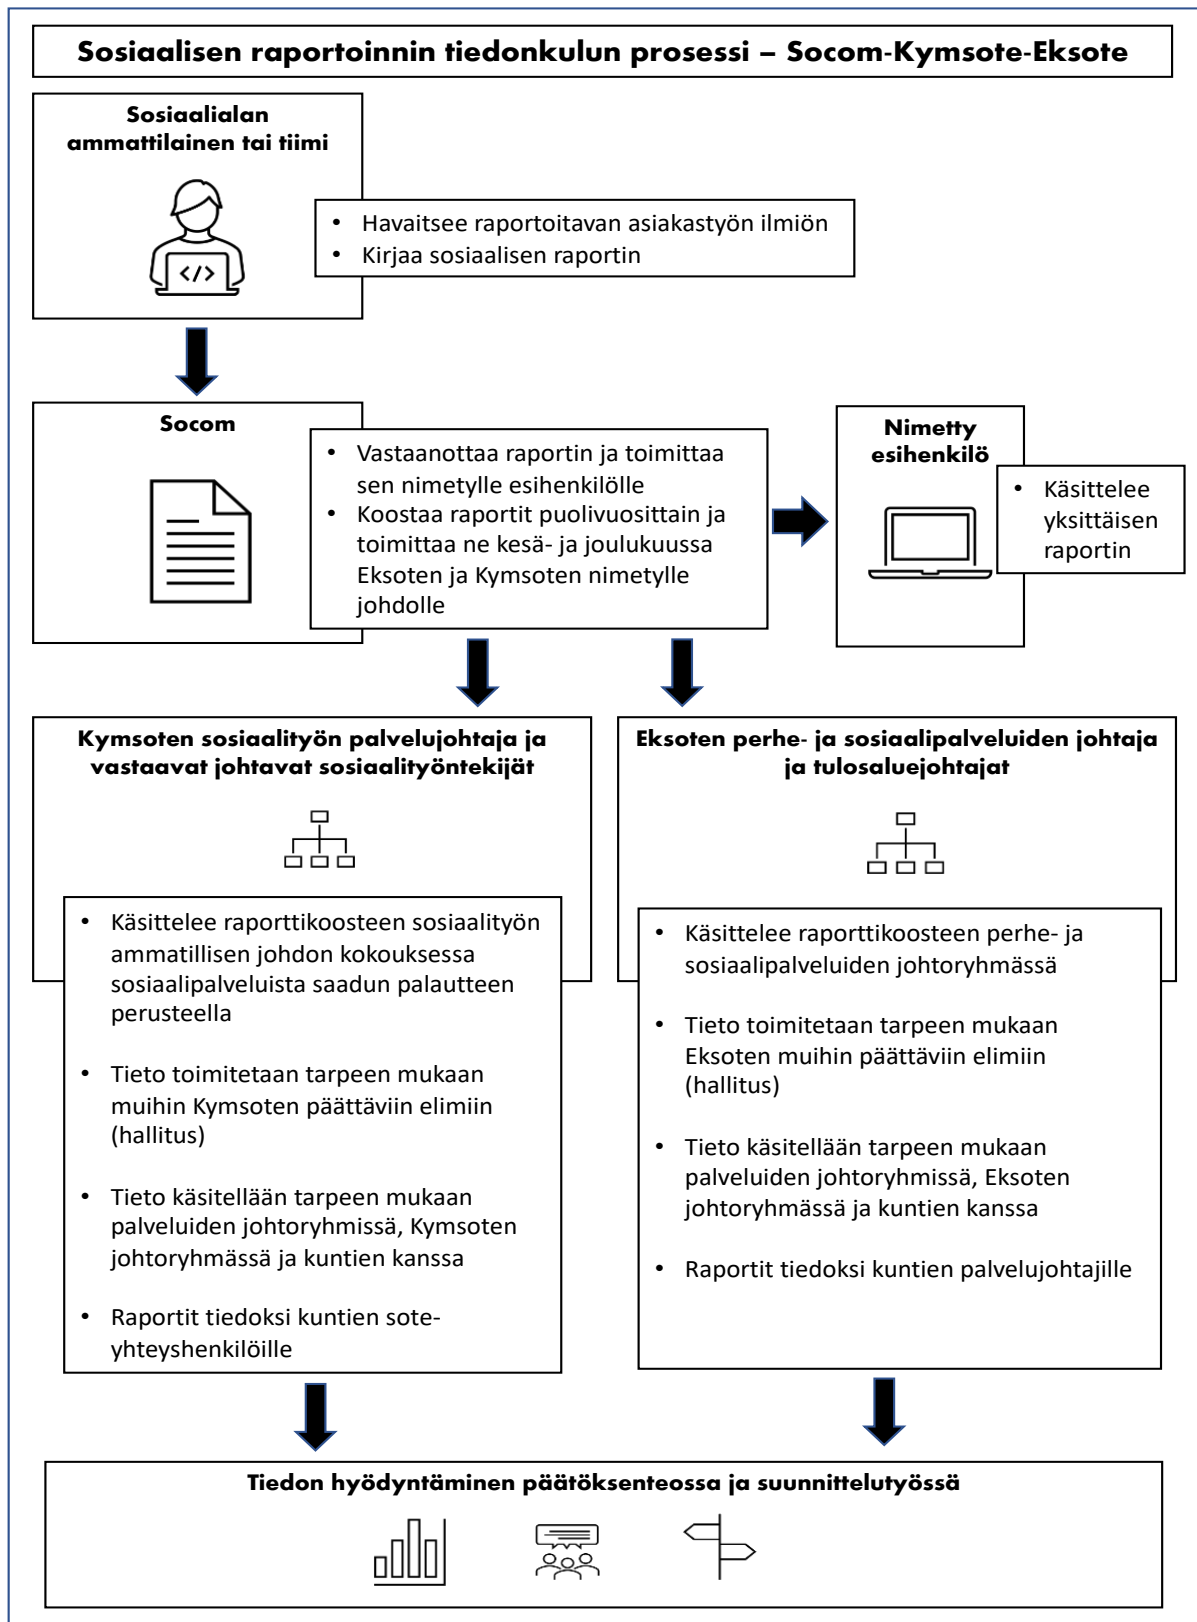 Sosiaalisen raportoinnin tiedonkulun prosessi – Socom-Kymsote-Eksote
Sosiaalialan
ammattilainen tai tiimi
</>
• Havaitsee raportoitavan asiakastyön ilmiön
• Kirjaa sosiaalisen raportin
Socom
• Vastaanottaa raportin ja toimittaa
sen nimetylle esihenkilölle
• Koostaa raportit puolivuosittain ja
toimittaa ne kesä- ja joulukuussa
Eksoten ja Kymsoten nimetylle
johdolle
Nimetty
esihenkilö
• Käsittelee
yksittäisen
raportin
Kymsoten sosiaalityön palvelujohtaja ja
vastaavat johtavat sosiaalityöntekijät
• Käsittelee raporttikoosteen sosiaalityön
ammatillisen johdon kokouksessa
sosiaalipalveluista saadun palautteen
perusteella
• Tieto toimitetaan tarpeen mukaan
muihin Kymsoten päättäviin elimiin
(hallitus)
• Tieto käsitellään tarpeen mukaan
palveluiden johtoryhmissä, Kymsoten
johtoryhmässä ja kuntien kanssa
• Raportit tiedoksi kuntien sote-
yhteyshenkilöille
Eksoten perhe- ja sosiaalipalveluiden johtaja
ja tulosaluejohtajat
• Käsittelee raporttikoosteen perhe- ja
sosiaalipalveluiden johtoryhmässä
• Tieto toimitetaan tarpeen mukaan
Eksoten muihin päättäviin elimiin
(hallitus)
• Tieto käsitellään tarpeen mukaan
palveluiden johtoryhmissä, Eksoten
johtoryhmässä ja kuntien kanssa
• Raportit tiedoksi kuntien palvelujohtajille
Tiedon hyödyntäminen päätöksenteossa ja suunnittelutyössä